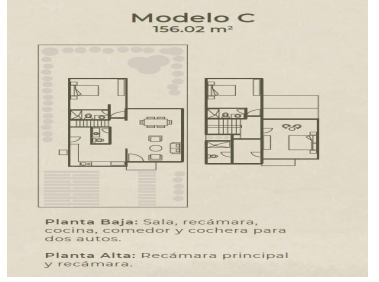 Modelo C
156.02 m²
Planta Baja: Sala, recámara,
cocina, comedor y cochera para
dos autos.
Planta Alta: Recámara principal
y recámara.